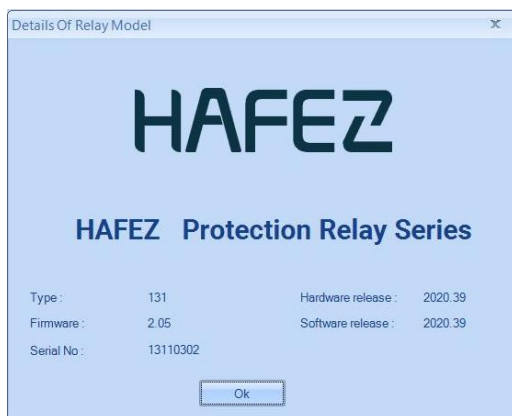 Details Of Relay Model
HAFEZ
HAFEZ Protection Relay Series
Type : 131 Hardware release : 2020.39
Firmware : 2.05 Software release : 2020.39
Serial No : 13110302
Ok